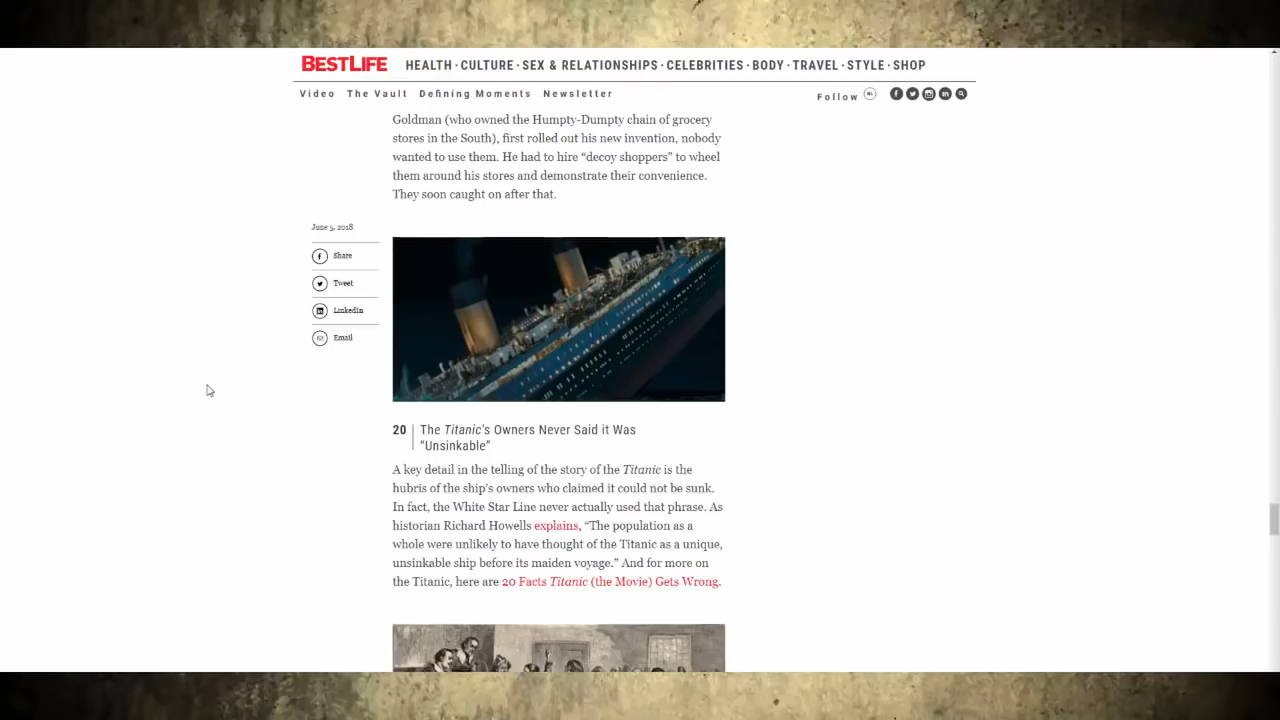 BESTLIFE HEALTH · CULTURE · SEX & RELATIONSHIPS · CELEBRITIES · BODY · TRAVEL · STYLE · SHOP
Video The Vault Defining Moments Newsletter Follow
Goldman (who owned the Humpty-Dumpty chain of grocery
stores in the South), first rolled out his new invention, nobody
wanted to use them. He had to hire “decoy shoppers” to wheel
them around his stores and demonstrate their convenience.
They soon caught on after that.
June 5, 2018
Share
Tweet
LinkedIn
Email
20 The Titanic's Owners Never Said it Was
“Unsinkable”
A key detail in the telling of the story of the Titanic is the
hubris of the ship’s owners who claimed it could not be sunk.
In fact, the White Star Line never actually used that phrase. As
historian Richard Howells explains, “The population as a
whole were unlikely to have thought of the Titanic as a unique,
unsinkable ship before its maiden voyage.” And for more on
the Titanic, here are 20 Facts Titanic (the Movie) Gets Wrong.